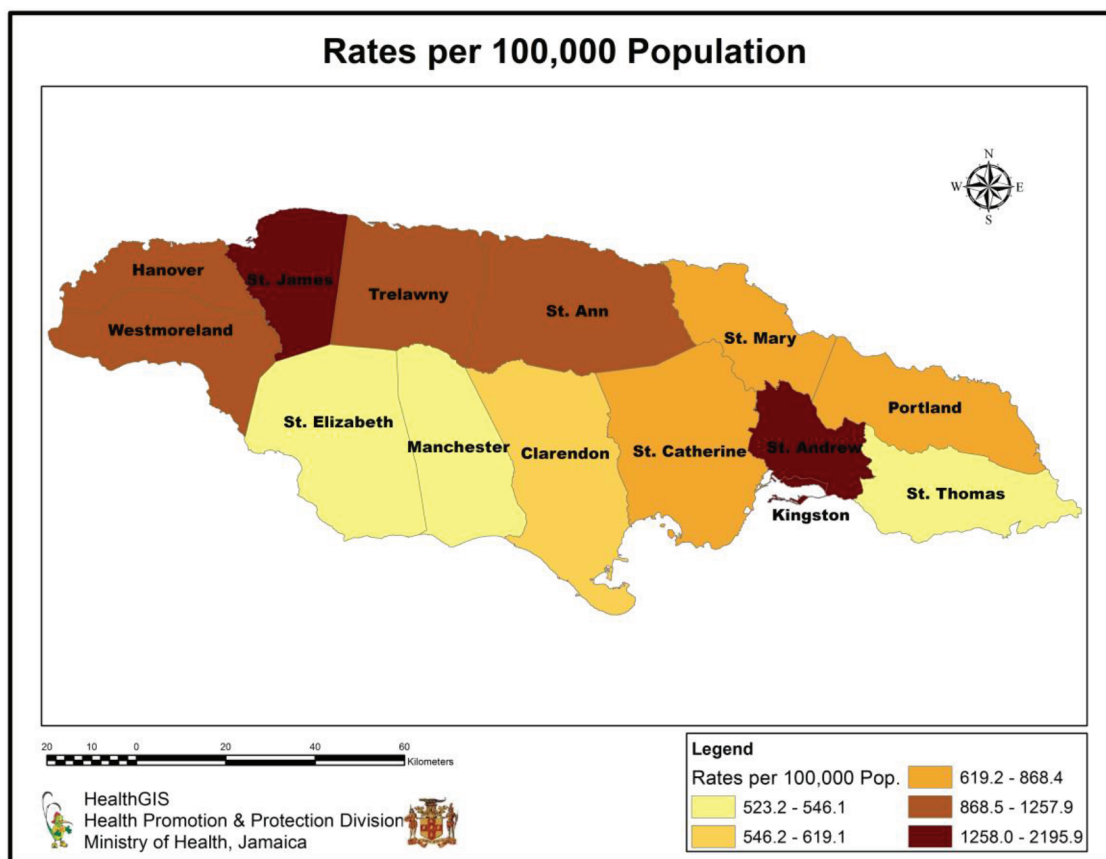 Rates per 100,000 Population
N
W E
S
Hanover
St. James
Trelawny
St. Ann
Westmoreland
St. Mary
St. Elizabeth
Manchester
Clarendon
St. Catherine
St. Andrew
Portland
St. Thomas
Kingston
20 10 0 20 40 60
Kilometers
HealthGIS
Health Promotion & Protection Division
Ministry of Health, Jamaica
Legend
Rates per 100,000 Pop.
523.2 - 546.1
546.2 - 619.1
619.2 - 868.4
868.5 - 1257.9
1258.0 - 2195.9